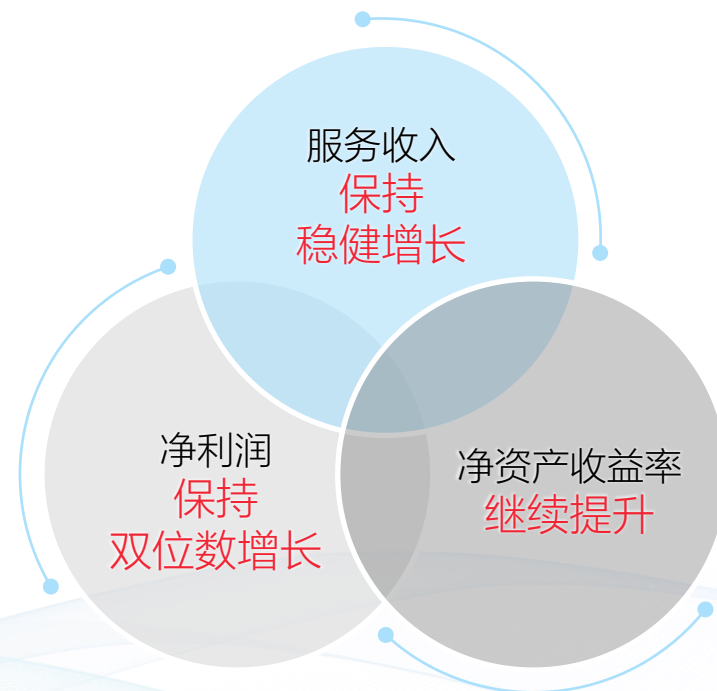 服务收入
保持
稳健增长
净利润
保持
双位数增长
净资产收益率
继续提升